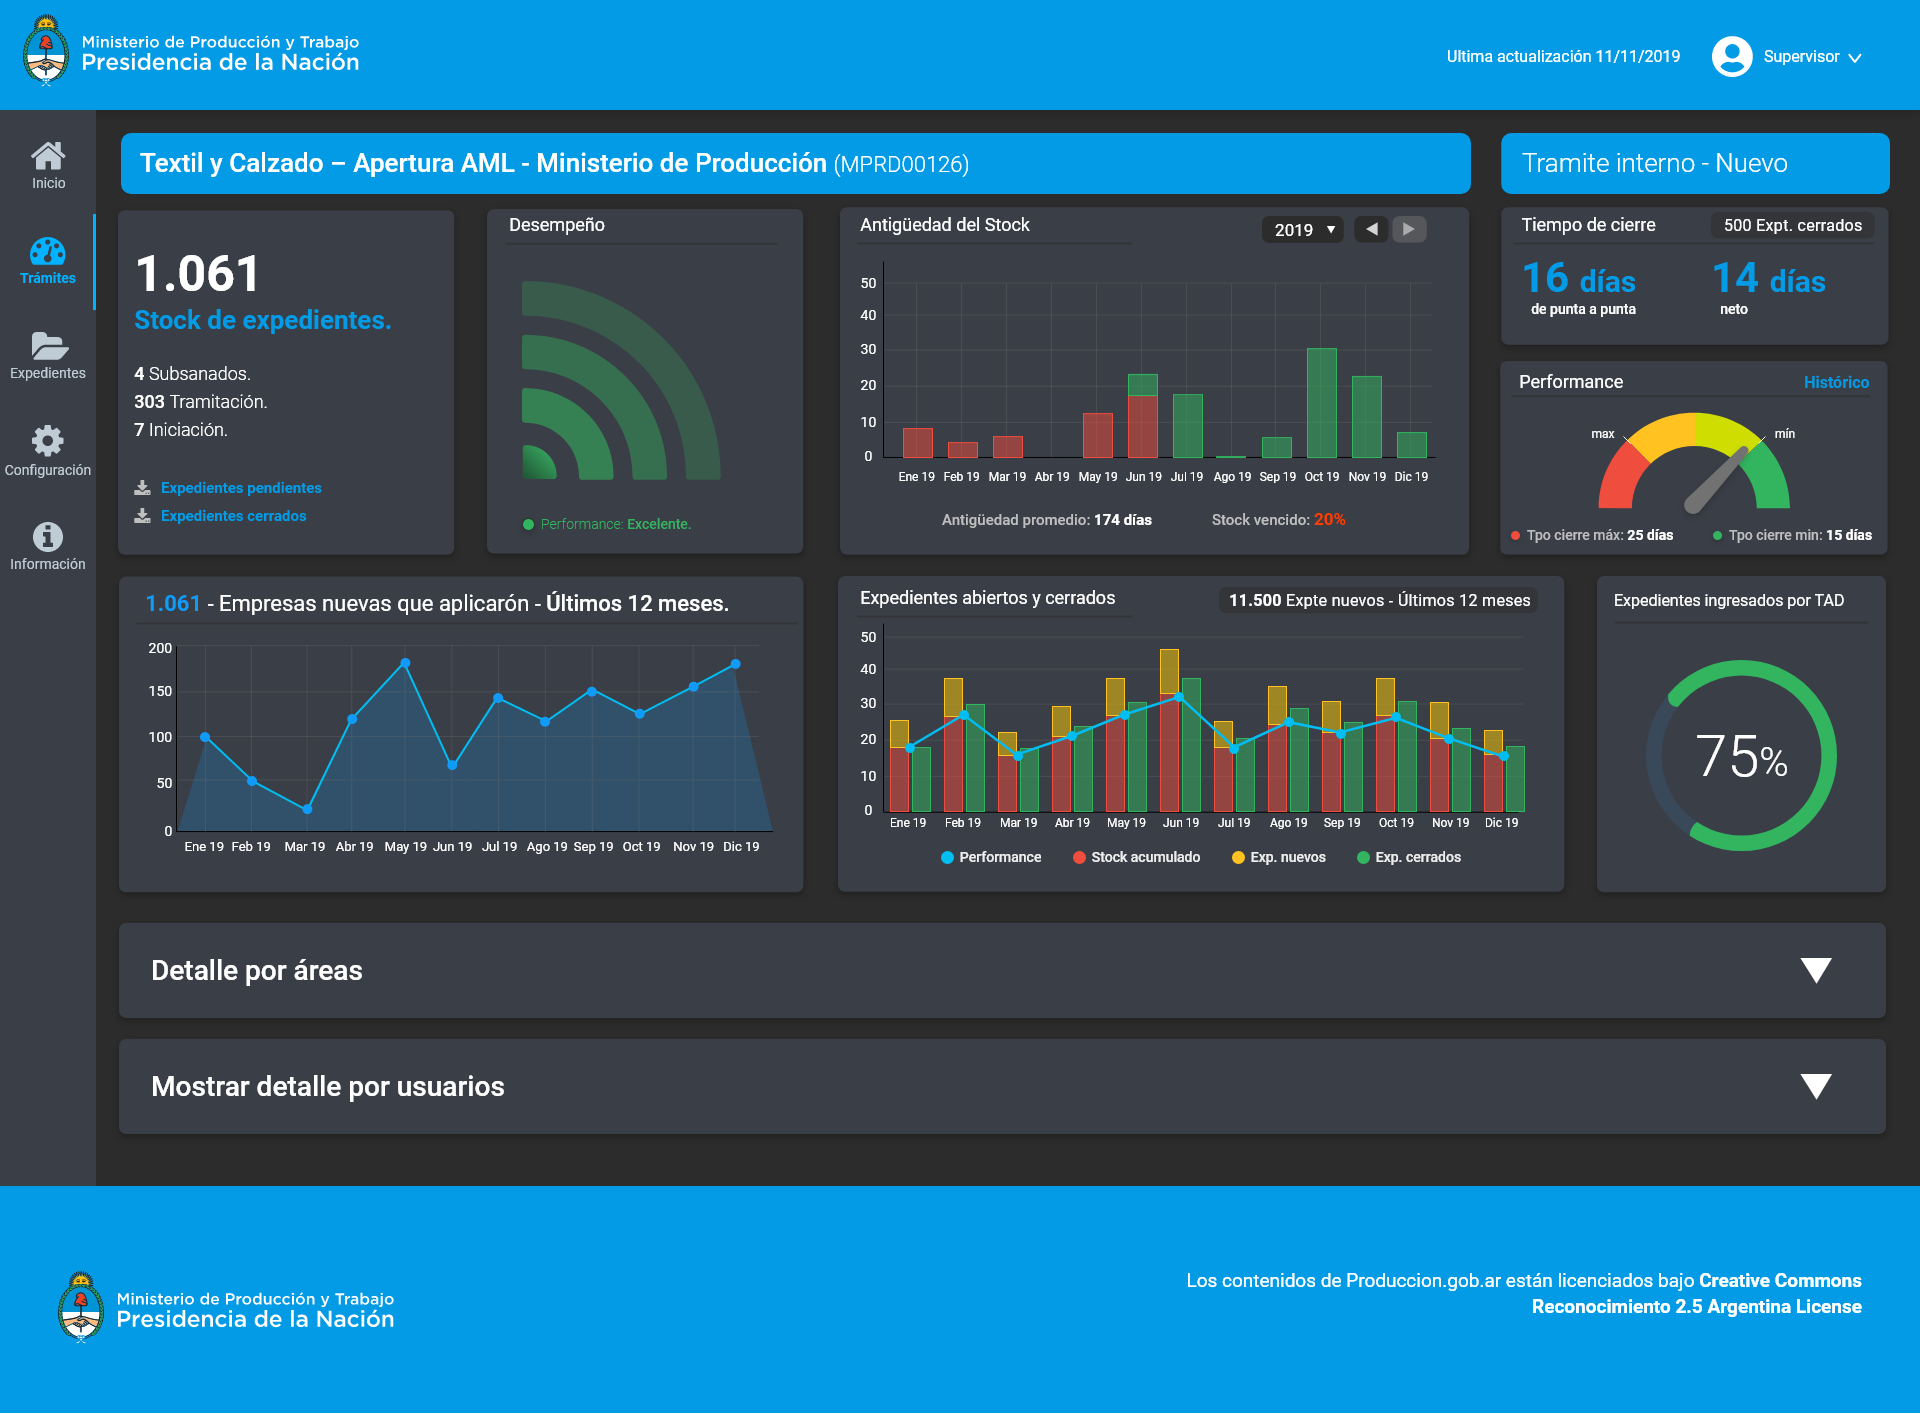 Ministerio de Producción y Trabajo
Presidencia de la Nación
Ultima actualización 11/11/2019
Supervisor
Inicio
Trámites
Expedientes
Configuración
Información
Textil y Calzado – Apertura AML - Ministerio de Producción (MPRD00126)
Tramite interno - Nuevo
1.061
Stock de expedientes.
4 Subsanados.
303 Tramitación.
7 Iniciación.
Expedientes pendientes
Expedientes cerrados
Desempeño
Performance: Excelente.
Antigüedad del Stock
2019
50
40
30
20
10
0
Ene 19 Feb 19 Mar 19 Abr 19 May 19 Jun 19 Jul 19 Ago 19 Sep 19 Oct 19 Nov 19 Dic 19
Antigüedad promedio: 174 días
Stock vencido: 20%
Tiempo de cierre
500 Expt. cerrados
16 días
de punta a punta
14 días
neto
Performance
Histórico
max
mín
Tpo cierre máx: 25 días
Tpo cierre min: 15 días
1.061 - Empresas nuevas que aplicarón - Últimos 12 meses.
200
150
100
50
0
Ene 19 Feb 19 Mar 19 Abr 19 May 19 Jun 19 Jul 19 Ago 19 Sep 19 Oct 19 Nov 19 Dic 19
Expedientes abiertos y cerrados
11.500 Expte nuevos - Últimos 12 meses
50
40
30
20
10
0
Ene 19 Feb 19 Mar 19 Abr 19 May 19 Jun 19 Jul 19 Ago 19 Sep 19 Oct 19 Nov 19 Dic 19
Performance
Stock acumulado
Exp. nuevos
Exp. cerrados
Expedientes ingresados por TAD
75%
Detalle por áreas
Mostrar detalle por usuarios
Ministerio de Producción y Trabajo
Presidencia de la Nación
Los contenidos de Produccion.gob.ar están licenciados bajo Creative Commons
Reconocimiento 2.5 Argentina License